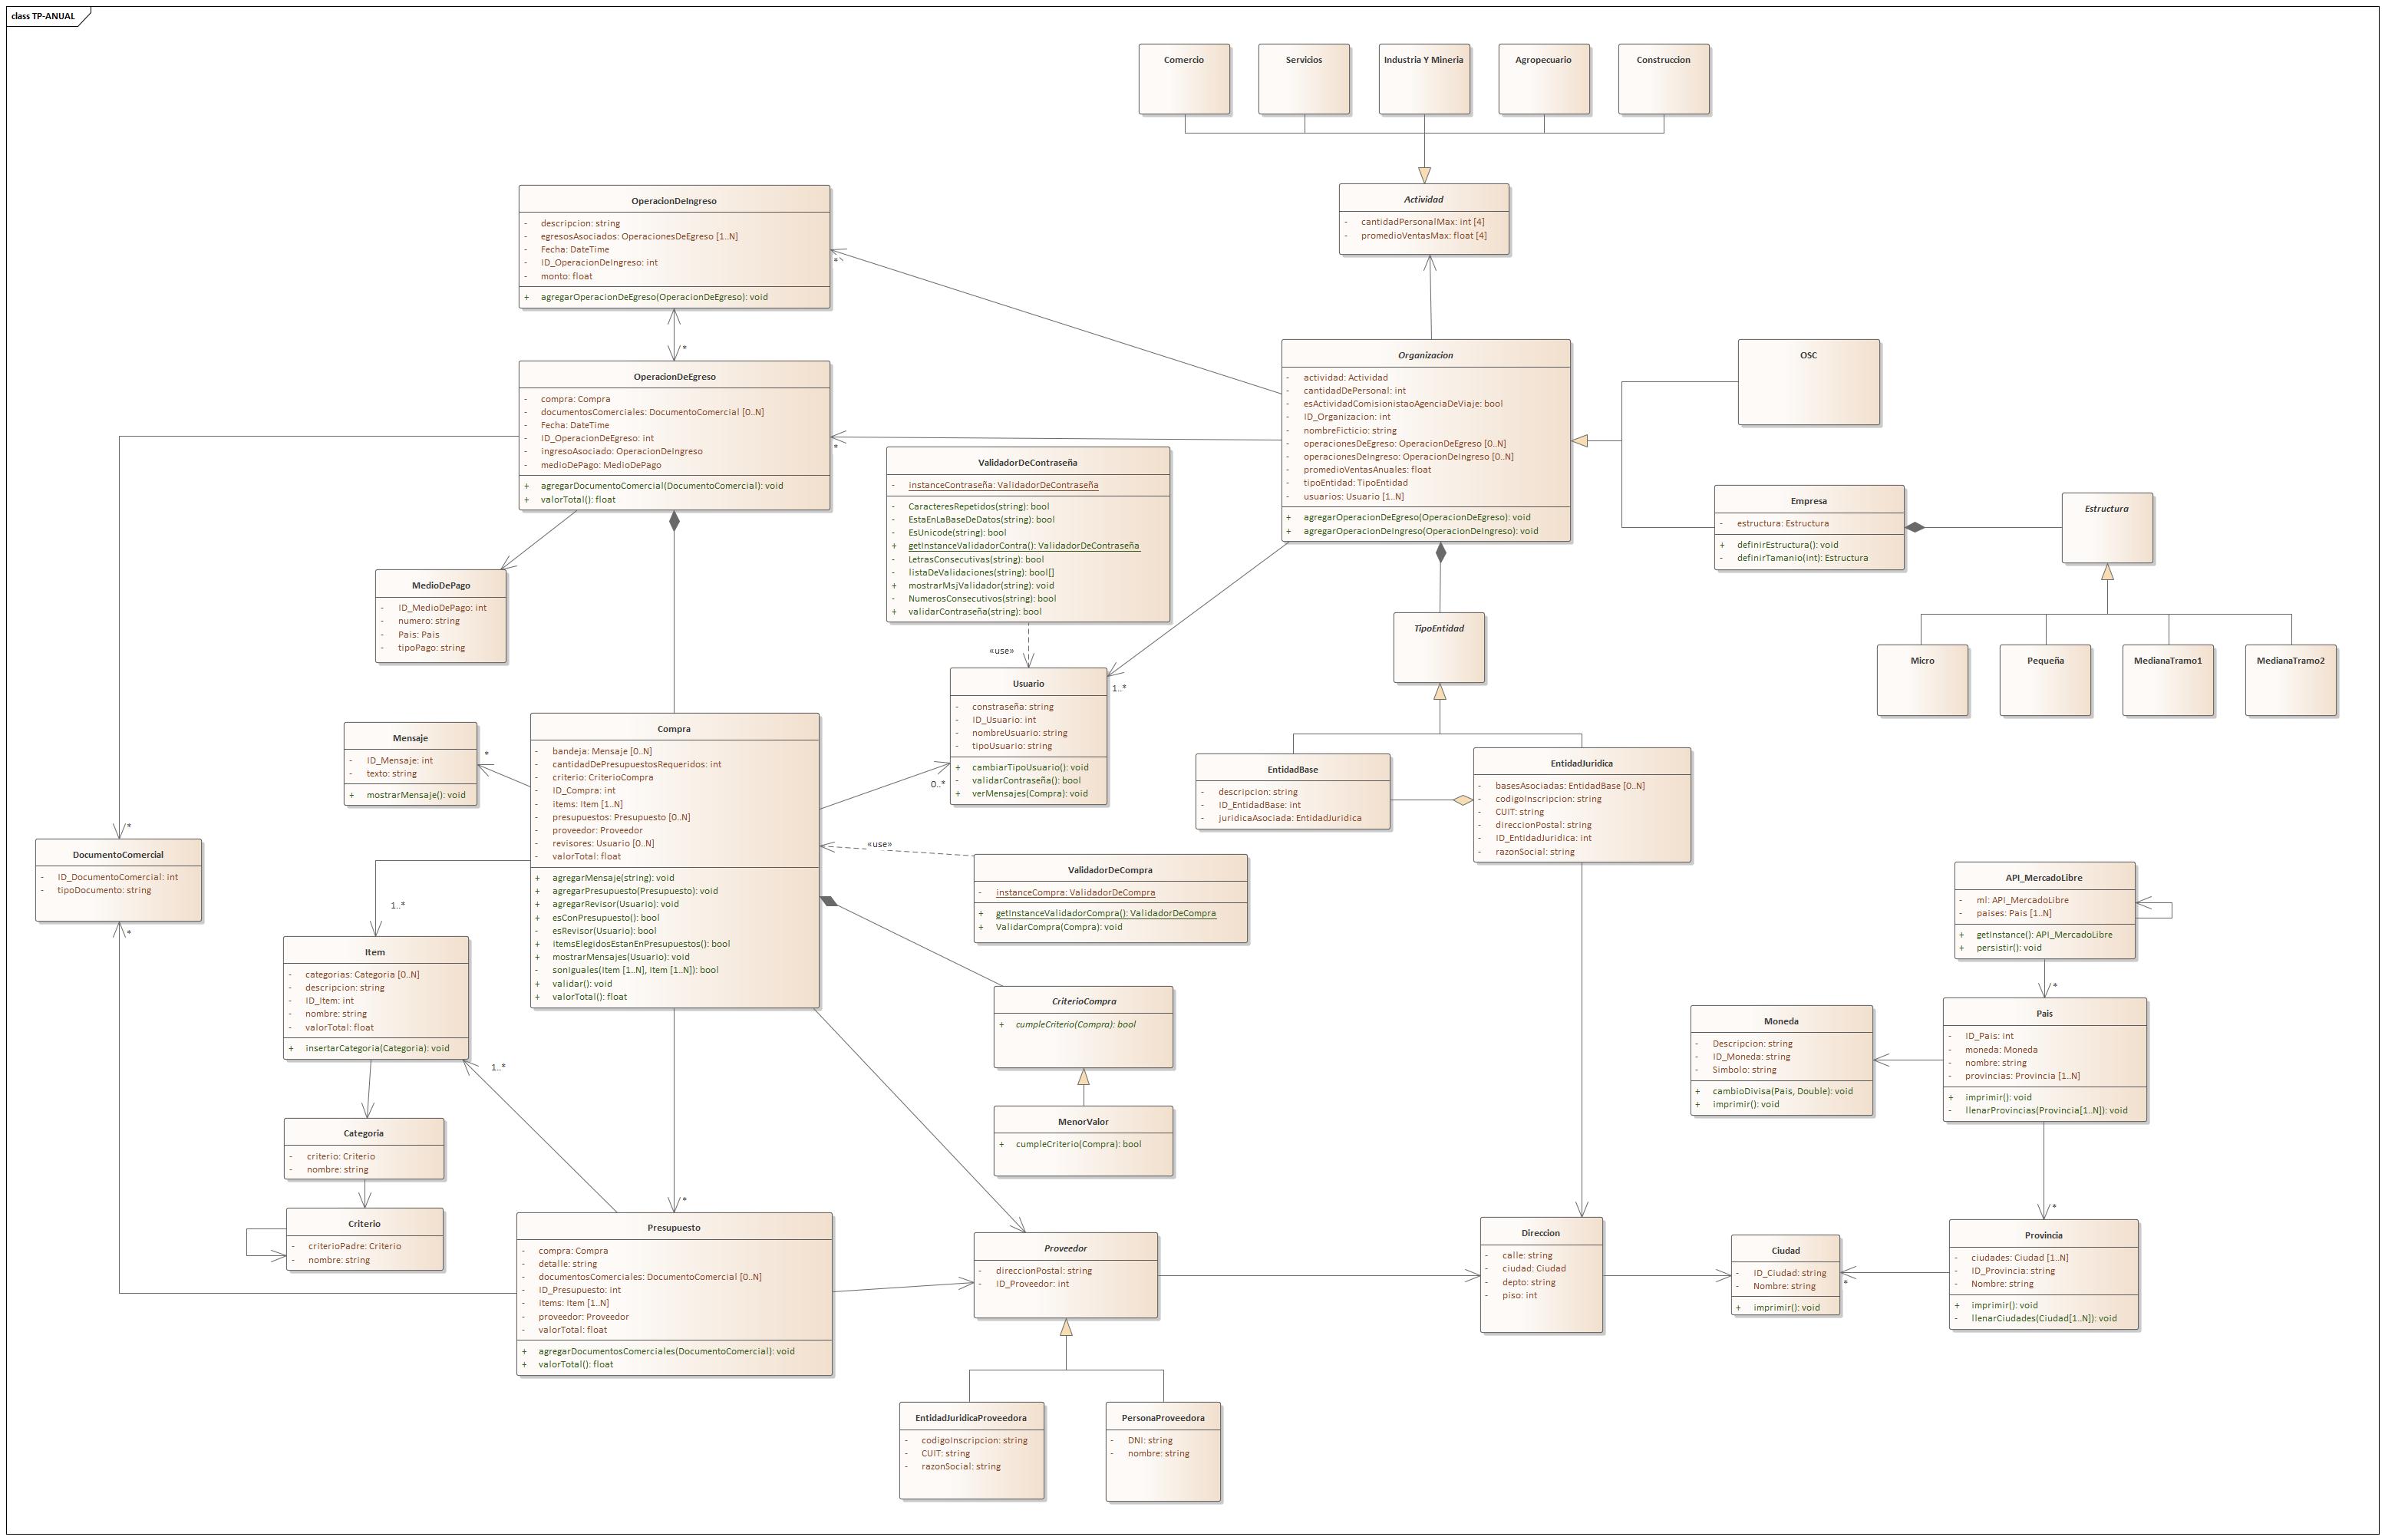 class TP-ANUAL
Comercio
Servicios
Industria Y Mineria
Agropecuario
Construccion
Actividad
- cantidadPersonalMax: int [4]
- promedioVentasMax: float [4]
OperacionDeIngreso
- descripcion: string
- egresosAsociados: OperacionesDeEgreso [1..N]
- Fecha: DateTime
- ID_OperacionDeIngreso: int
- monto: float
+ agregarOperacionDeEgreso(OperacionDeEgreso): void
*
*
OperacionDeEgreso
- compra: Compra
- documentosComerciales: DocumentoComercial [0..N]
- Fecha: DateTime
- ID_OperacionDeEgreso: int
- ingresoAsociado: OperacionDeIngreso
- medioDePago: MedioDePago
+ agregarDocumentoComercial(DocumentoComercial): void
+ valorTotal(): float
*
Organizacion
- actividad: Actividad
- cantidadDePersonal: int
- esActividadComisionistaoAgenciaDeViaje: bool
- ID_Organizacion: int
- nombreFicticio: string
- operacionesDeEgreso: OperacionDeEgreso [0..N]
- operacionesDeIngreso: OperacionDeIngreso [0..N]
- promedioVentasAnuales: float
- tipoEntidad: TipoEntidad
- usuarios: Usuario [1..N]
+ agregarOperacionDeEgreso(OperacionDeEgreso): void
+ agregarOperacionDeIngreso(OperacionDeIngreso): void
OSC
Empresa
- estructura: Estructura
+ definirEstructura(): void
- definirTamanio(int): Estructura
Estructura
Micro
Pequeña
MedianaTramo1
MedianaTramo2
ValidadorDeContraseña
- instanceContraseña: ValidadorDeContraseña
- CaracteresRepetidos(string): bool
- EstaEnLaBaseDeDatos(string): bool
- EsUnicode(string): bool
+ getInstanceValidadorContra(): ValidadorDeContraseña
- LetrasConsecutivas(string): bool
- listaDeValidaciones(string): bool[]
+ mostrarMsjValidador(string): void
- NumerosConsecutivos(string): bool
+ validarContraseña(string): bool
«use»
MedioDePago
- ID_MedioDePago: int
- numero: string
- Pais: Pais
- tipoPago: string
TipoEntidad
Usuario
- constraseña: string
- ID_Usuario: int
- nombreUsuario: string
- tipoUsuario: string
+ cambiarTipoUsuario(): void
- validarContraseña(): bool
+ verMensajes(Compra): void
1..*
0..*
Mensaje
- ID_Mensaje: int
- texto: string
+ mostrarMensaje(): void
*
Compra
- bandeja: Mensaje [0..N]
- cantidadDePresupuestosRequeridos: int
- criterio: CriterioCompra
- ID_Compra: int
- items: Item [1..N]
- presupuestos: Presupuesto [0..N]
- proveedor: Proveedor
- revisores: Usuario [0..N]
- valorTotal: float
+ agregarMensaje(string): void
+ agregarPresupuesto(Presupuesto): void
+ agregarRevisor(Usuario): void
+ esConPresupuesto(): bool
- esRevisor(Usuario): bool
+ itemsElegidosEstanEnPresupuestos(): bool
+ mostrarMensajes(Usuario): void
- sonIguales(Item [1..N], Item [1..N]): bool
+ validar(): void
+ valorTotal(): float
EntidadBase
- descripcion: string
- ID_EntidadBase: int
- juridicaAsociada: EntidadJuridica
EntidadJuridica
- basesAsociadas: EntidadBase [0..N]
- codigoInscripcion: string
- CUIT: string
- direccionPostal: string
- ID_EntidadJuridica: int
- razonSocial: string
«use»
ValidadorDeCompra
- instanceCompra: ValidadorDeCompra
+ getInstanceValidadorCompra(): ValidadorDeCompra
+ ValidarCompra(Compra): void
*
DocumentoComercial
- ID_DocumentoComercial: int
- tipoDocumento: string
*
1..*
Item
- categorias: Categoria [0..N]
- descripcion: string
- ID_Item: int
- nombre: string
- valorTotal: float
+ insertarCategoria(Categoria): void
1..*
API_MercadoLibre
- ml: API_MercadoLibre
- paises: Pais [1..N]
+ getInstance(): API_MercadoLibre
+ persistir(): void
*
CriterioCompra
+ cumpleCriterio(Compra): bool
MenorValor
+ cumpleCriterio(Compra): bool
Moneda
- Descripcion: string
- ID_Moneda: string
- Simbolo: string
+ cambioDivisa(Pais, Double): void
+ imprimir(): void
Pais
- ID_Pais: int
- moneda: Moneda
- nombre: string
- provincias: Provincia [1..N]
+ imprimir(): void
- llenarProvincias(Provincia[1..N]): void
*
Categoria
- criterio: Criterio
- nombre: string
Criterio
- criterioPadre: Criterio
- nombre: string
*
Presupuesto
- compra: Compra
- detalle: string
- documentosComerciales: DocumentoComercial [0..N]
- ID_Presupuesto: int
- items: Item [1..N]
- proveedor: Proveedor
- valorTotal: float
+ agregarDocumentosComerciales(DocumentoComercial): void
+ valorTotal(): float
Proveedor
- direccionPostal: string
- ID_Proveedor: int
Direccion
- calle: string
- ciudad: Ciudad
- depto: string
- piso: int
Ciudad
- ID_Ciudad: string
- Nombre: string
+ imprimir(): void
*
Provincia
- ciudades: Ciudad [1..N]
- ID_Provincia: string
- Nombre: string
+ imprimir(): void
- llenarCiudades(Ciudad[1..N]): void
EntidadJuridicaProveedora
- codigoInscripcion: string
- CUIT: string
- razonSocial: string
PersonaProveedora
- DNI: string
- nombre: string